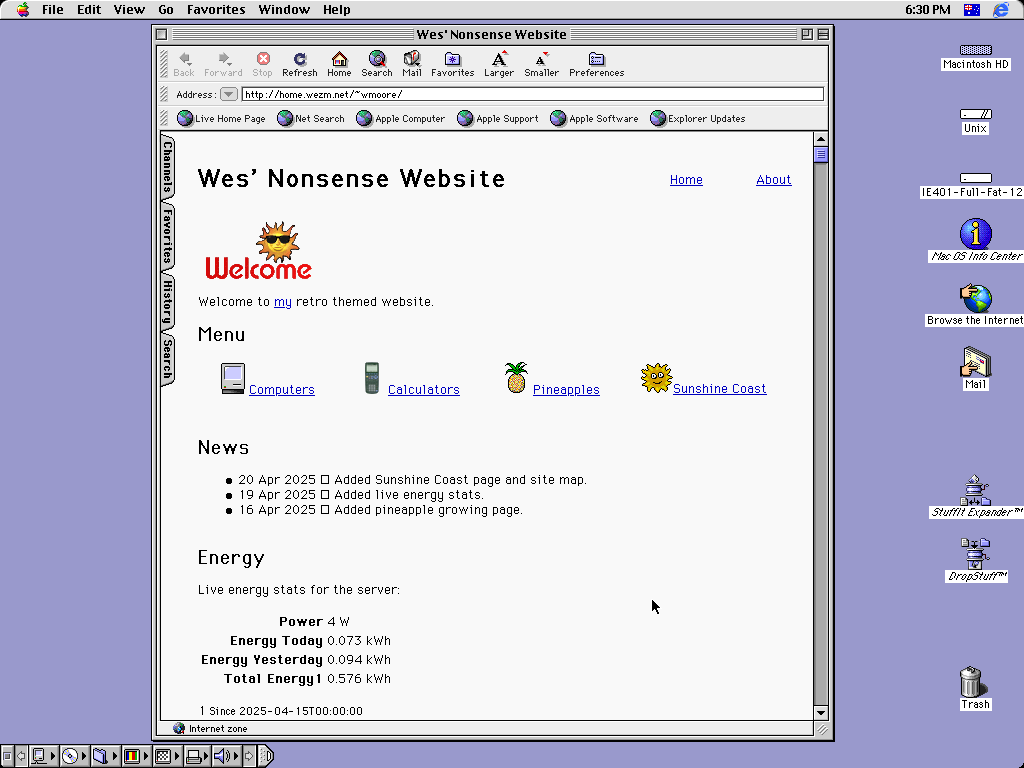 File Edit View Go Favorites Window Help 6:30 PM
Wes' Nonsense Website
Back Forward Stop Refresh Home Search Mail Favorites Larger Smaller Preferences
Address: http://home.wezm.net/~wmoore/
Live Home Page Net Search Apple Computer Apple Support Apple Software Explorer Updates
Channels
Favorites
History
Search
Wes' Nonsense Website Home About
Welcome
Welcome to my retro themed website.
Menu
Computers Calculators Pineapples Sunshine Coast
News
20 Apr 2025 □ Added Sunshine Coast page and site map.
19 Apr 2025 □ Added live energy stats.
16 Apr 2025 □ Added pineapple growing page.
Energy
Live energy stats for the server:
Power 4 W
Energy Today 0.073 kWh
Energy Yesterday 0.094 kWh
Total Energy1 0.576 kWh
1 Since 2025-04-15T00:00:00
Internet zone
Macintosh HD
Unix
IE401-Full-Fat-12
Mac OS Info Center
Browse the Internet
Mail
StuffIt Expander™
DropStuff™
Trash